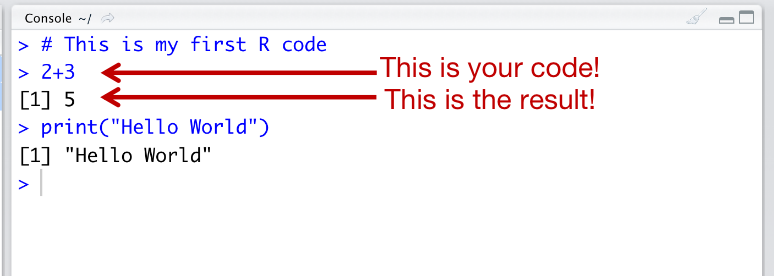 Console ~/
> # This is my first R code
> 2+3 This is your code!
[1] 5 This is the result!
> print("Hello World")
[1] "Hello World"
>